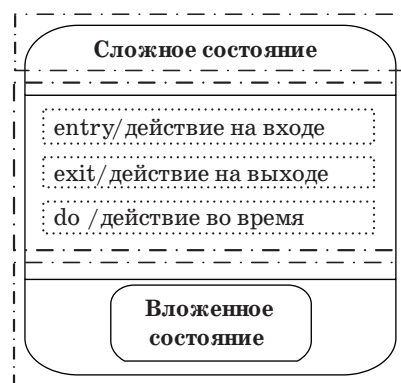 Сложное состояние
entry/действие на входе
exit/действие на выходе
do /действие во время
Вложенное
состояние